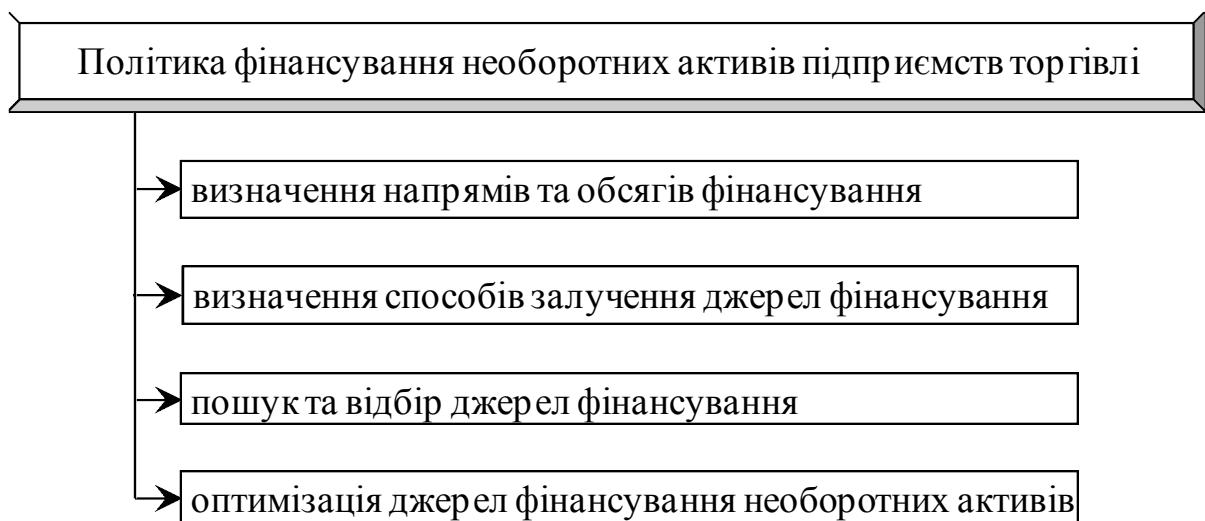 Політика фінансування необоротних активів підприємств торгівлі
визначення напрямів та обсягів фінансування
визначення способів залучення джерел фінансування
пошук та відбір джерел фінансування
оптимізація джерел фінансування необоротних активів